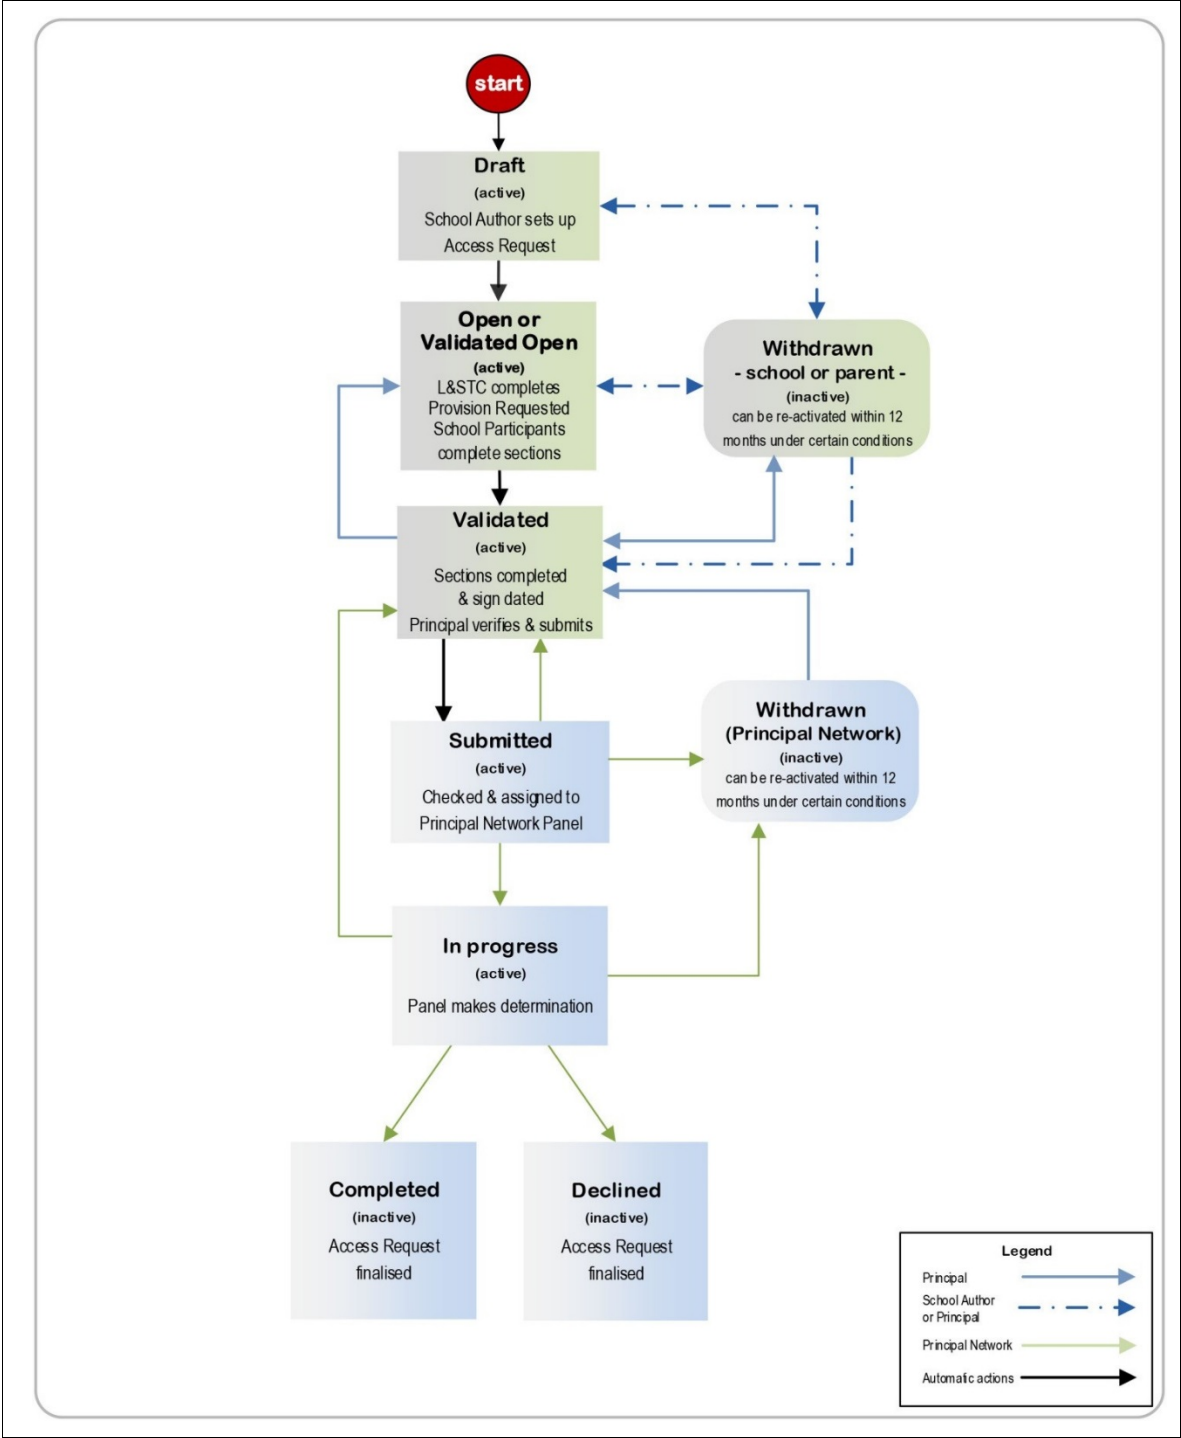 start
Draft
(active)
School Author sets up
Access Request
Open or
Validated Open
(active)
L&STC completes
Provision Requested
School Participants
complete sections
Withdrawn
- school or parent -
(inactive)
can be re-activated within 12
months under certain conditions
Validated
(active)
Sections completed
& sign dated
Principal verifies & submits
Withdrawn
(Principal Network)
(inactive)
can be re-activated within 12
months under certain conditions
Submitted
(active)
Checked & assigned to
Principal Network Panel
In progress
(active)
Panel makes determination
Completed
(inactive)
Access Request
finalised
Declined
(inactive)
Access Request
finalised
Legend
Principal
School Author
or Principal
Principal Network
Automatic actions